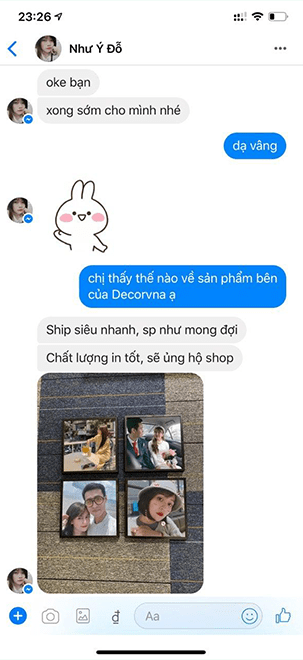 23:26
Như Ý Đỗ
oke bạn
xong sớm cho mình nhé
dạ vâng
chị thấy thế nào về sản phẩm bên
của Decorvna ạ
Ship siêu nhanh, sp như mong đợi
Chất lượng in tốt, sẽ ủng hộ shop
₫
Aa